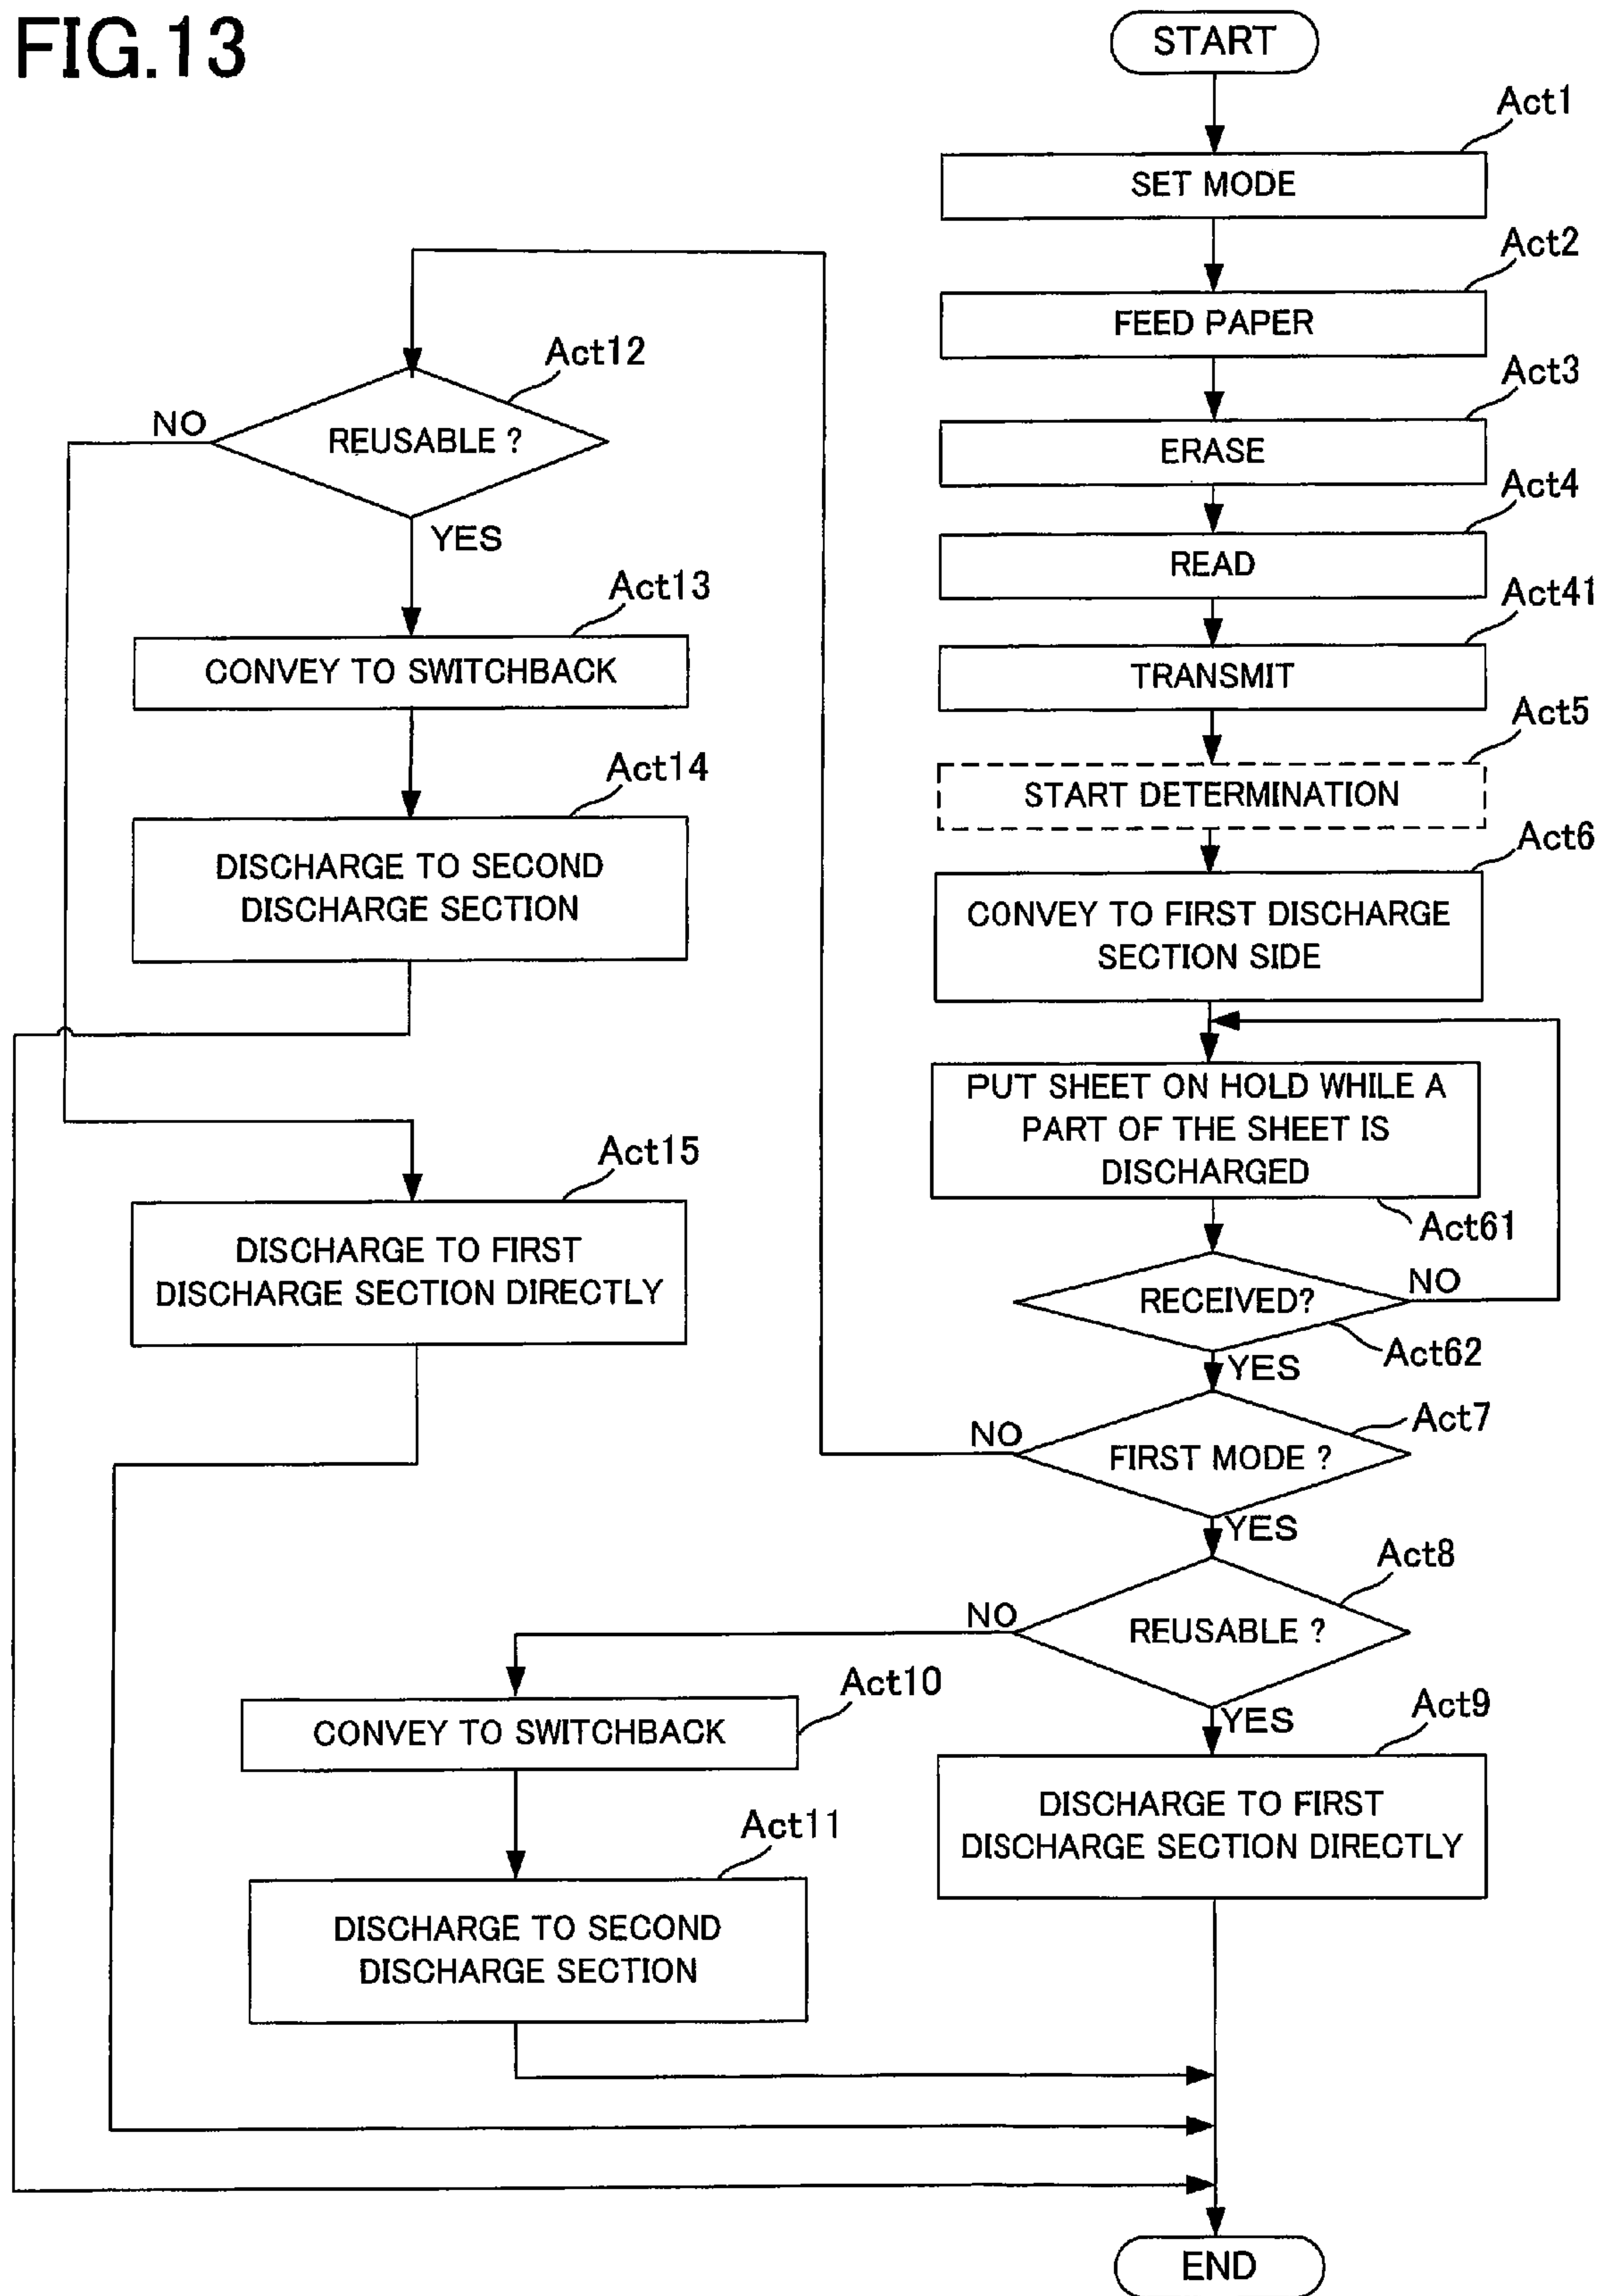 FIG.13
START
Act1
SET MODE
Act2
FEED PAPER
Act3
ERASE
Act4
READ
Act41
TRANSMIT
Act5
START DETERMINATION
Act6
CONVEY TO FIRST DISCHARGE
SECTION SIDE
PUT SHEET ON HOLD WHILE A
PART OF THE SHEET IS
DISCHARGED
Act61
RECEIVED?
NO
Act62
YES
Act7
NO
FIRST MODE ?
YES
Act8
NO
REUSABLE ?
YES
Act9
DISCHARGE TO FIRST
DISCHARGE SECTION DIRECTLY
Act10
CONVEY TO SWITCHBACK
Act11
DISCHARGE TO SECOND
DISCHARGE SECTION
Act12
NO
REUSABLE ?
YES
Act13
CONVEY TO SWITCHBACK
Act14
DISCHARGE TO SECOND
DISCHARGE SECTION
Act15
DISCHARGE TO FIRST
DISCHARGE SECTION DIRECTLY
END